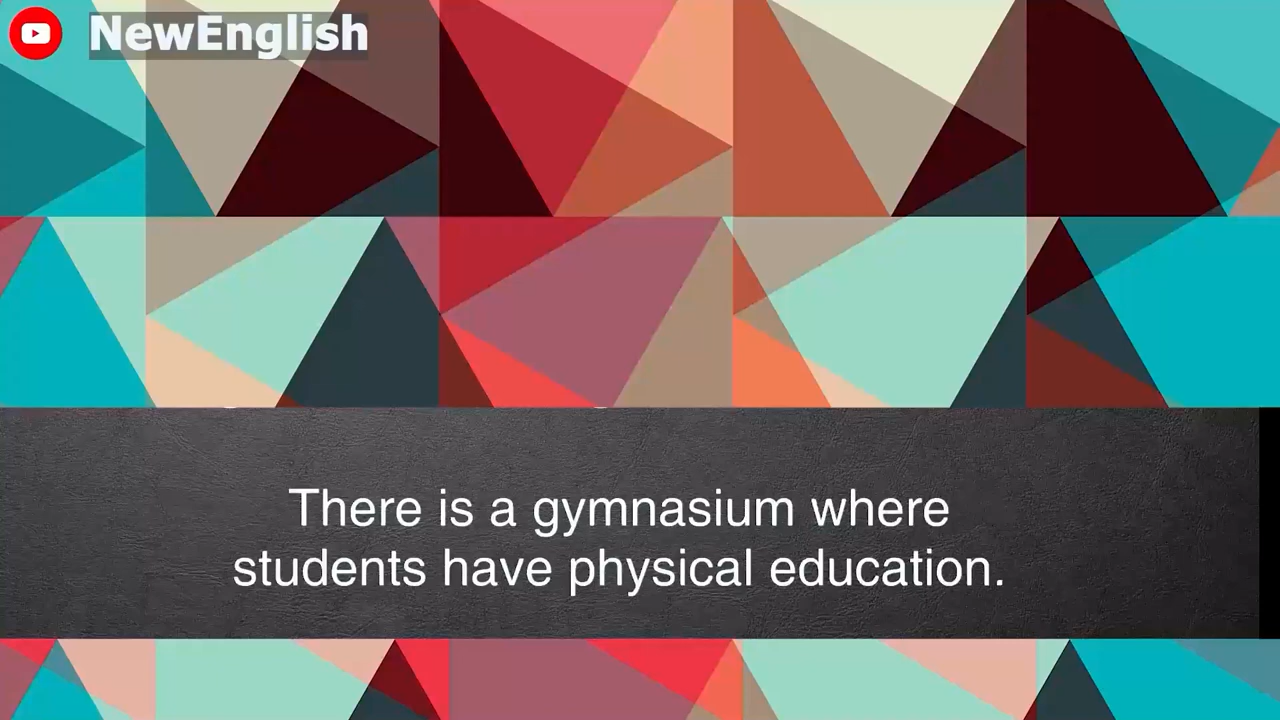 NewEnglish
There is a gymnasium where
students have physical education.